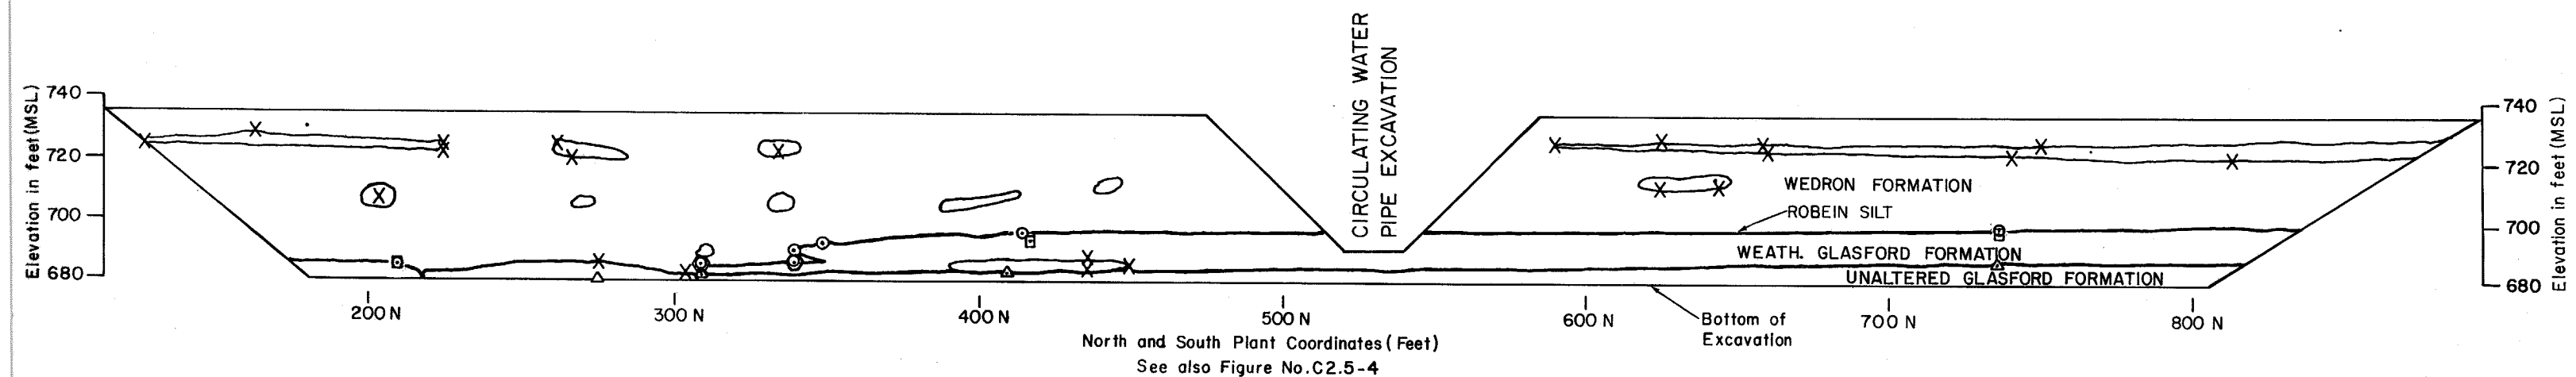 CIRCULATING WATER
PIPE EXCAVATION
Elevation in feet (MSL)
740
720
700
680
WEDRON FORMATION
ROBEIN SILT
WEATH. GLASFORD FORMATION
UNALTERED GLASFORD FORMATION
740
720
700
680
Elevation in feet (MSL)
200 N
300 N
400 N
500 N
600 N
700 N
800 N
Bottom of
Excavation
North and South Plant Coordinates (Feet)
See also Figure No. C2.5-4